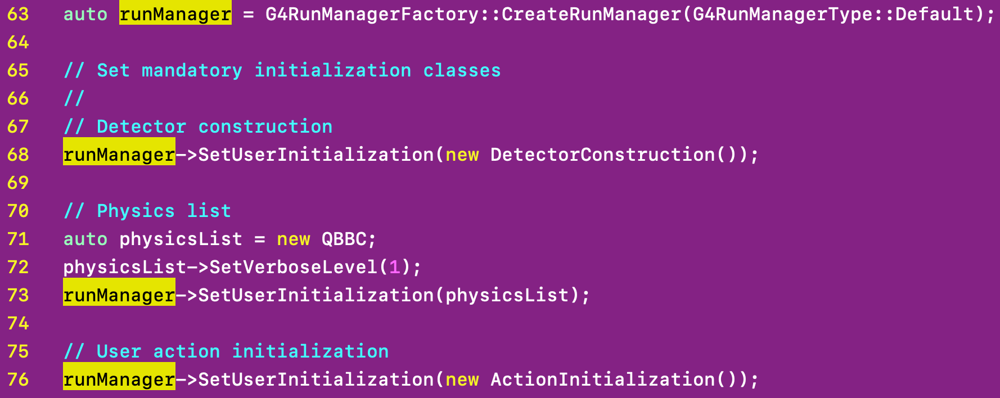 63   auto runManager = G4RunManagerFactory::CreateRunManager(G4RunManagerType::Default);
64
65   // Set mandatory initialization classes
66   //
67   // Detector construction
68   runManager->SetUserInitialization(new DetectorConstruction());
69
70   // Physics list
71   auto physicsList = new QBBC;
72   physicsList->SetVerboseLevel(1);
73   runManager->SetUserInitialization(physicsList);
74
75   // User action initialization
76   runManager->SetUserInitialization(new ActionInitialization());